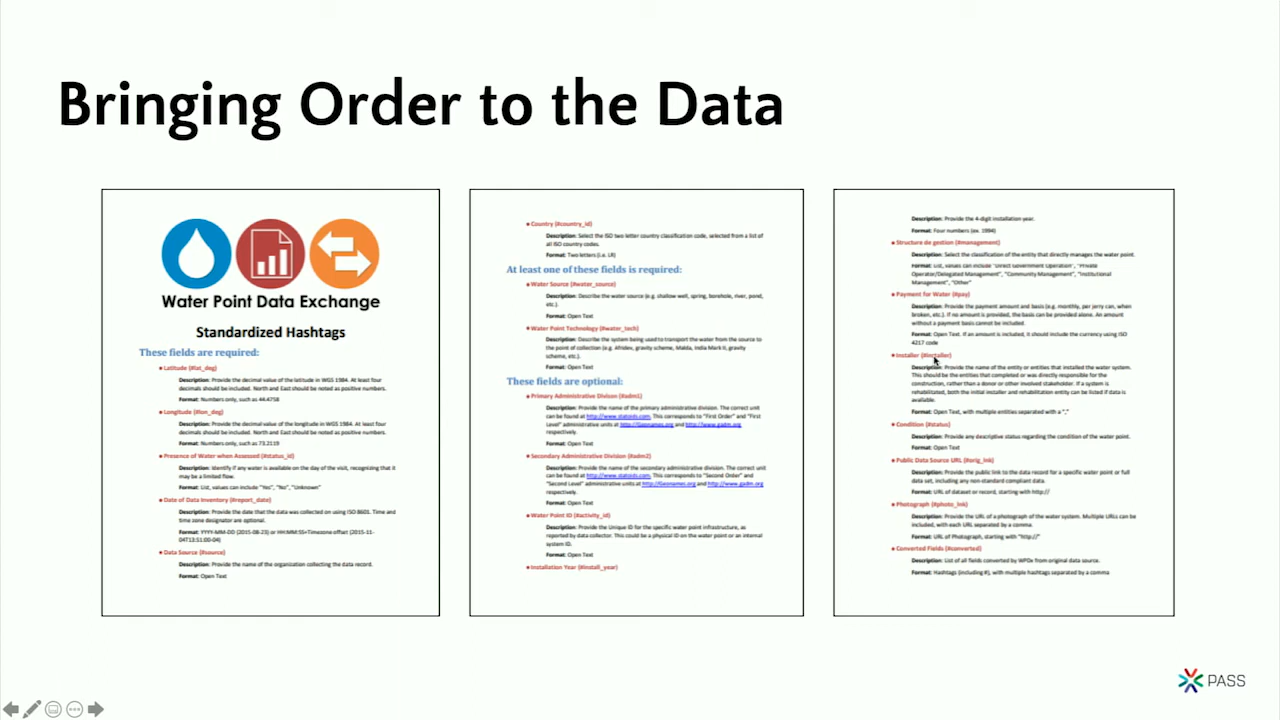 Bringing Order to the Data
Water Point Data Exchange
Standardized Hashtags
These fields are required:
Latitude (#lat_deg)
Description: Provide the decimal value of the latitude in WGS 1984. At least four
decimals should be included. North and East should be noted as positive numbers.
Format: Numbers only, such as 44.4758
Longitude (#lon_deg)
Description: Provide the decimal value of the longitude in WGS 1984. At least four
decimals should be included. North and East should be noted as positive numbers.
Format: Numbers only, such as 73.2119
Presence of Water when Assessed (#status_id)
Description: Identify if any water is available on the day of the visit, recognizing that it
may be a limited flow.
Format: List, values can include "Yes", "No", "Unknown"
Date of Data Inventory (#report_date)
Description: Provide the date that the data was collected on using ISO 8601. Time and
time zone designator are optional.
Format: YYYY-MM-DD (2015-08-23) or HH:MM:SS+Timezone offset (2015-11-
04T13:51:00-04)
Data Source (#source)
Description: Provide the name of the organization collecting the data record.
Format: Open Text
Country (#country_id)
Description: Select the ISO two letter country classification code, selected from a list of
all ISO country codes.
Format: Two letters (i.e. LR)
At least one of these fields is required:
Water Source (#water_source)
Description: Describe the water source (e.g. shallow well, spring, borehole, river, pond,
etc.).
Format: Open Text
Water Point Technology (#water_tech)
Description: Describe the system being used to transport the water from the source to
the point of collection (e.g. Afridev, gravity scheme, Malda, India Mark II, gravity
scheme, etc.).
Format: Open Text
These fields are optional:
Primary Administrative Divison (#adm1)
Description: Provide the name of the primary administrative division. The correct unit
can be found at http://www.statoids.com. This corresponds to "First Order" and "First
Level" administrative units at http://Geonames.org and http://www.gadm.org
respectively.
Format: Open Text
Secondary Administrative Division (#adm2)
Description: Provide the name of the secondary administrative division. The correct unit
can be found at http://www.statoids.com. This corresponds to "Second Order" and
"Second Level" administrative units at http://Geonames.org and http://www.gadm.org
respectively.
Format: Open Text
Water Point ID (#activity_id)
Description: Provide the Unique ID for the specific water point infrastructure, as
reported by data collector. This could be a physical ID on the water point or an internal
system ID.
Format: Open Text
Installation Year (#install_year)
Description: Provide the 4-digit installation year.
Format: Four numbers (ex. 1994)
Structure de gestion (#management)
Description: Select the classification of the entity that directly manages the water point.
Format: List, values can include "Direct Government Operation", "Private
Operator/Delegated Management", "Community Management", "Institutional
Management", "Other"
Payment for Water (#pay)
Description: Provide the payment amount and basis (e.g. monthly, per jerry can, when
broken, etc.). If no amount is provided, the basis can be provided alone. An amount
without a payment basis cannot be included.
Format: Open Text. If an amount is included, it should include the currency using ISO
4217 code
Installer (#installer)
Description: Provide the name of the entity or entities that installed the water system.
This should be the entities that completed or was directly responsible for the
construction, rather than a donor or other involved stakeholder. If a system is
rehabilitated, both the initial installer and rehabilitation entity can be listed if data is
available.
Format: Open Text, with multiple entities separated with a ";"
Condition (#status)
Description: Provide any descriptive status regarding the condition of the water point.
Format: Open Text
Public Data Source URL (#orig_lnk)
Description: Provide the public link to the data record for a specific water point or full
data set, including any non-standard compliant data.
Format: URL of dataset or record, starting with http://
Photograph (#photo_lnk)
Description: Provide the URL of a photograph of the water system. Multiple URLs can be
included, with each URL separated by a comma.
Format: URL of Photograph, starting with "http://"
Converted Fields (#converted)
Description: List of all fields converted by WPDx from original data source.
Format: Hashtags (including #), with multiple hashtags separated by a comma
PASS